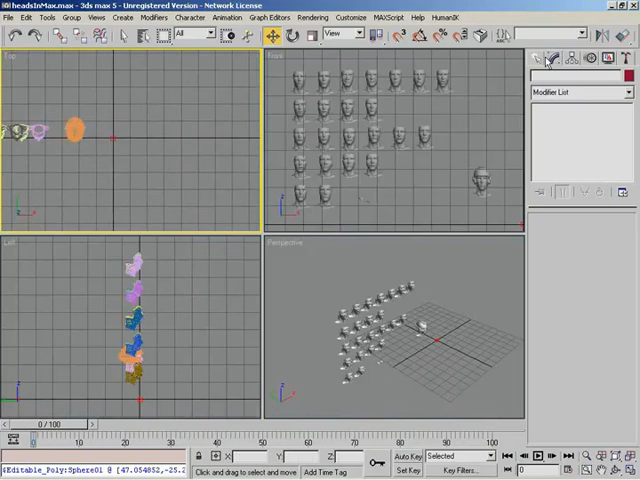 headsInMax.max - 3ds max 5 - Unregistered Version - Network License
File Edit Tools Group Views Create Modifiers Character Animation Graph Editors Rendering Customize MAXScript Help HumanIK
All View
Top Front
Modifier List
Left Perspective
0 / 100
0 10 20 30 40 50 60 70 80 90 100
$Editable_Poly:Sphere01 @ [47.054852,-25.2
X: Y: Z: Auto Key Selected
Click and drag to select and move Add Time Tag Set Key Key Filters... 0